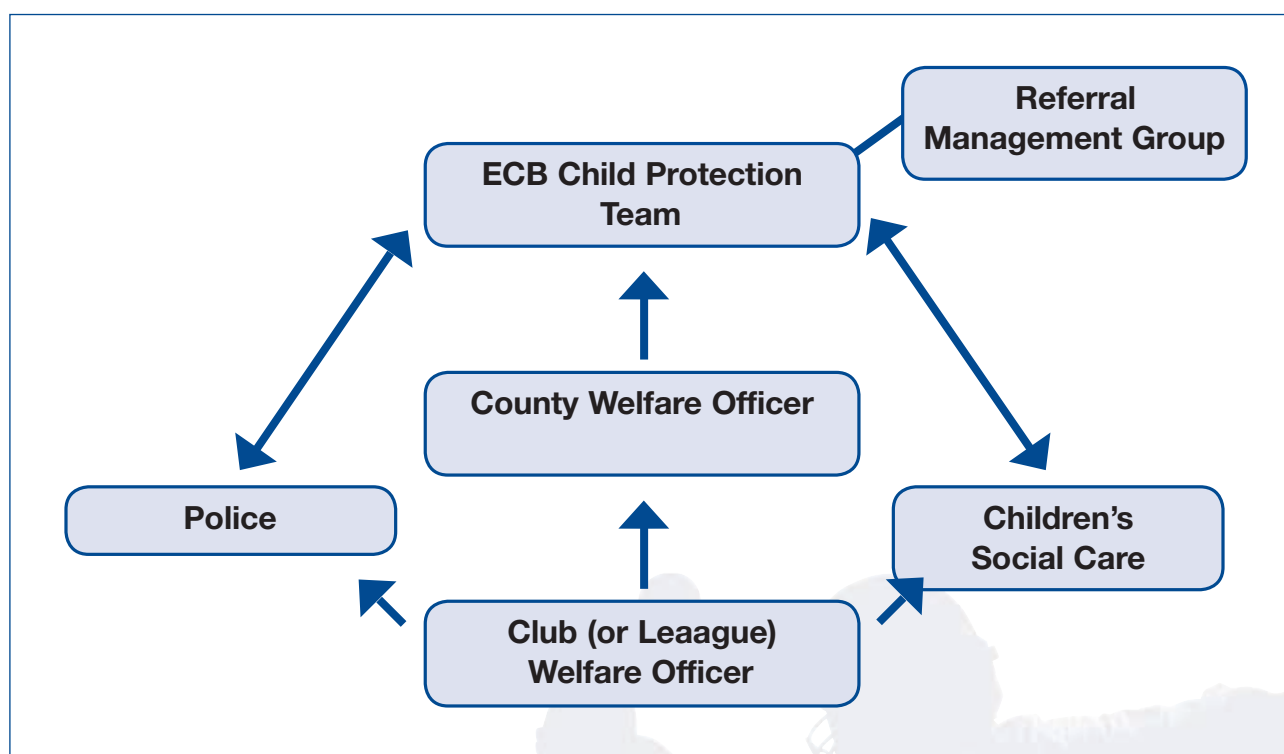 Referral
Management Group
ECB Child Protection
Team
County Welfare Officer
Police
Children's
Social Care
Club (or Leaague)
Welfare Officer